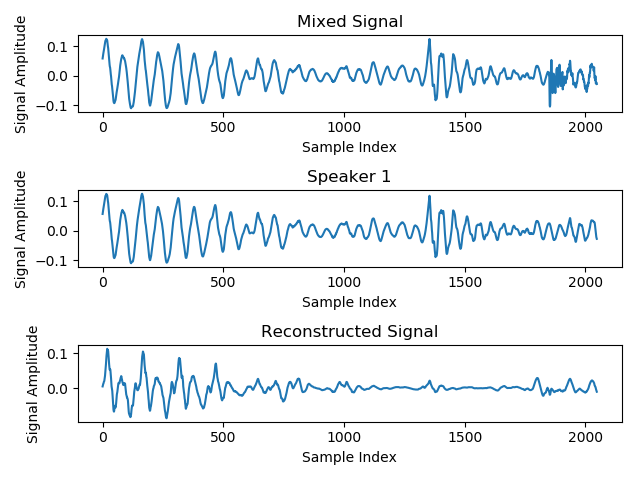 Mixed Signal
Signal Amplitude
0.1
0.0
−0.1
0 500 1000 1500 2000
Sample Index
Speaker 1
Signal Amplitude
0.1
0.0
−0.1
0 500 1000 1500 2000
Sample Index
Reconstructed Signal
Signal Amplitude
0.1
0.0
0 500 1000 1500 2000
Sample Index